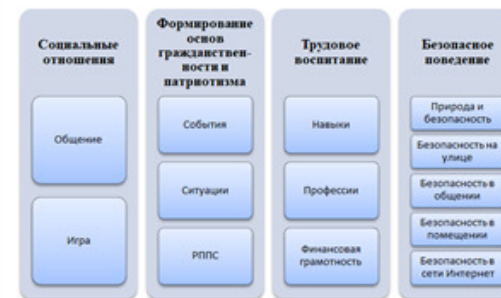 Социальные
отношения
Общение
Игра
Формирование
основ
гражданствен-
ности и
патриотизма
События
Ситуации
РППС
Трудовое
воспитание
Навыки
Профессии
Финансовая
грамотность
Безопасное
поведение
Природа и
безопасность
Безопасность на
улице
Безопасность в
общении
Безопасность в
помещении
Безопасность в
сети Интернет